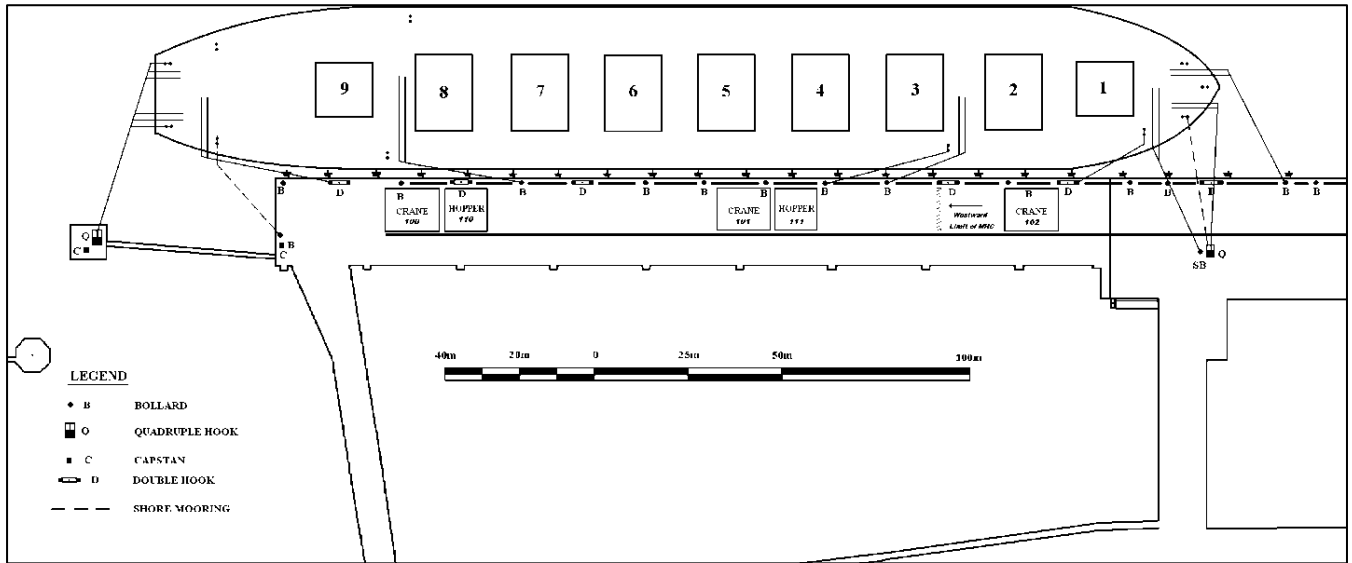 9 8 7 6 5 4 3 2 1
B D B D B D B B B B B D B D B B D B B
CRANE
100
HOPPER
110
CRANE
101
HOPPER
111
Westward
Limit of MHC
CRANE
102
Q
C
B
C
SB Q
40m 20m 0 25m 50m 100m
LEGEND
B BOLLARD
Q QUADRUPLE HOOK
C CAPSTAN
D DOUBLE HOOK
SHORE MOORING